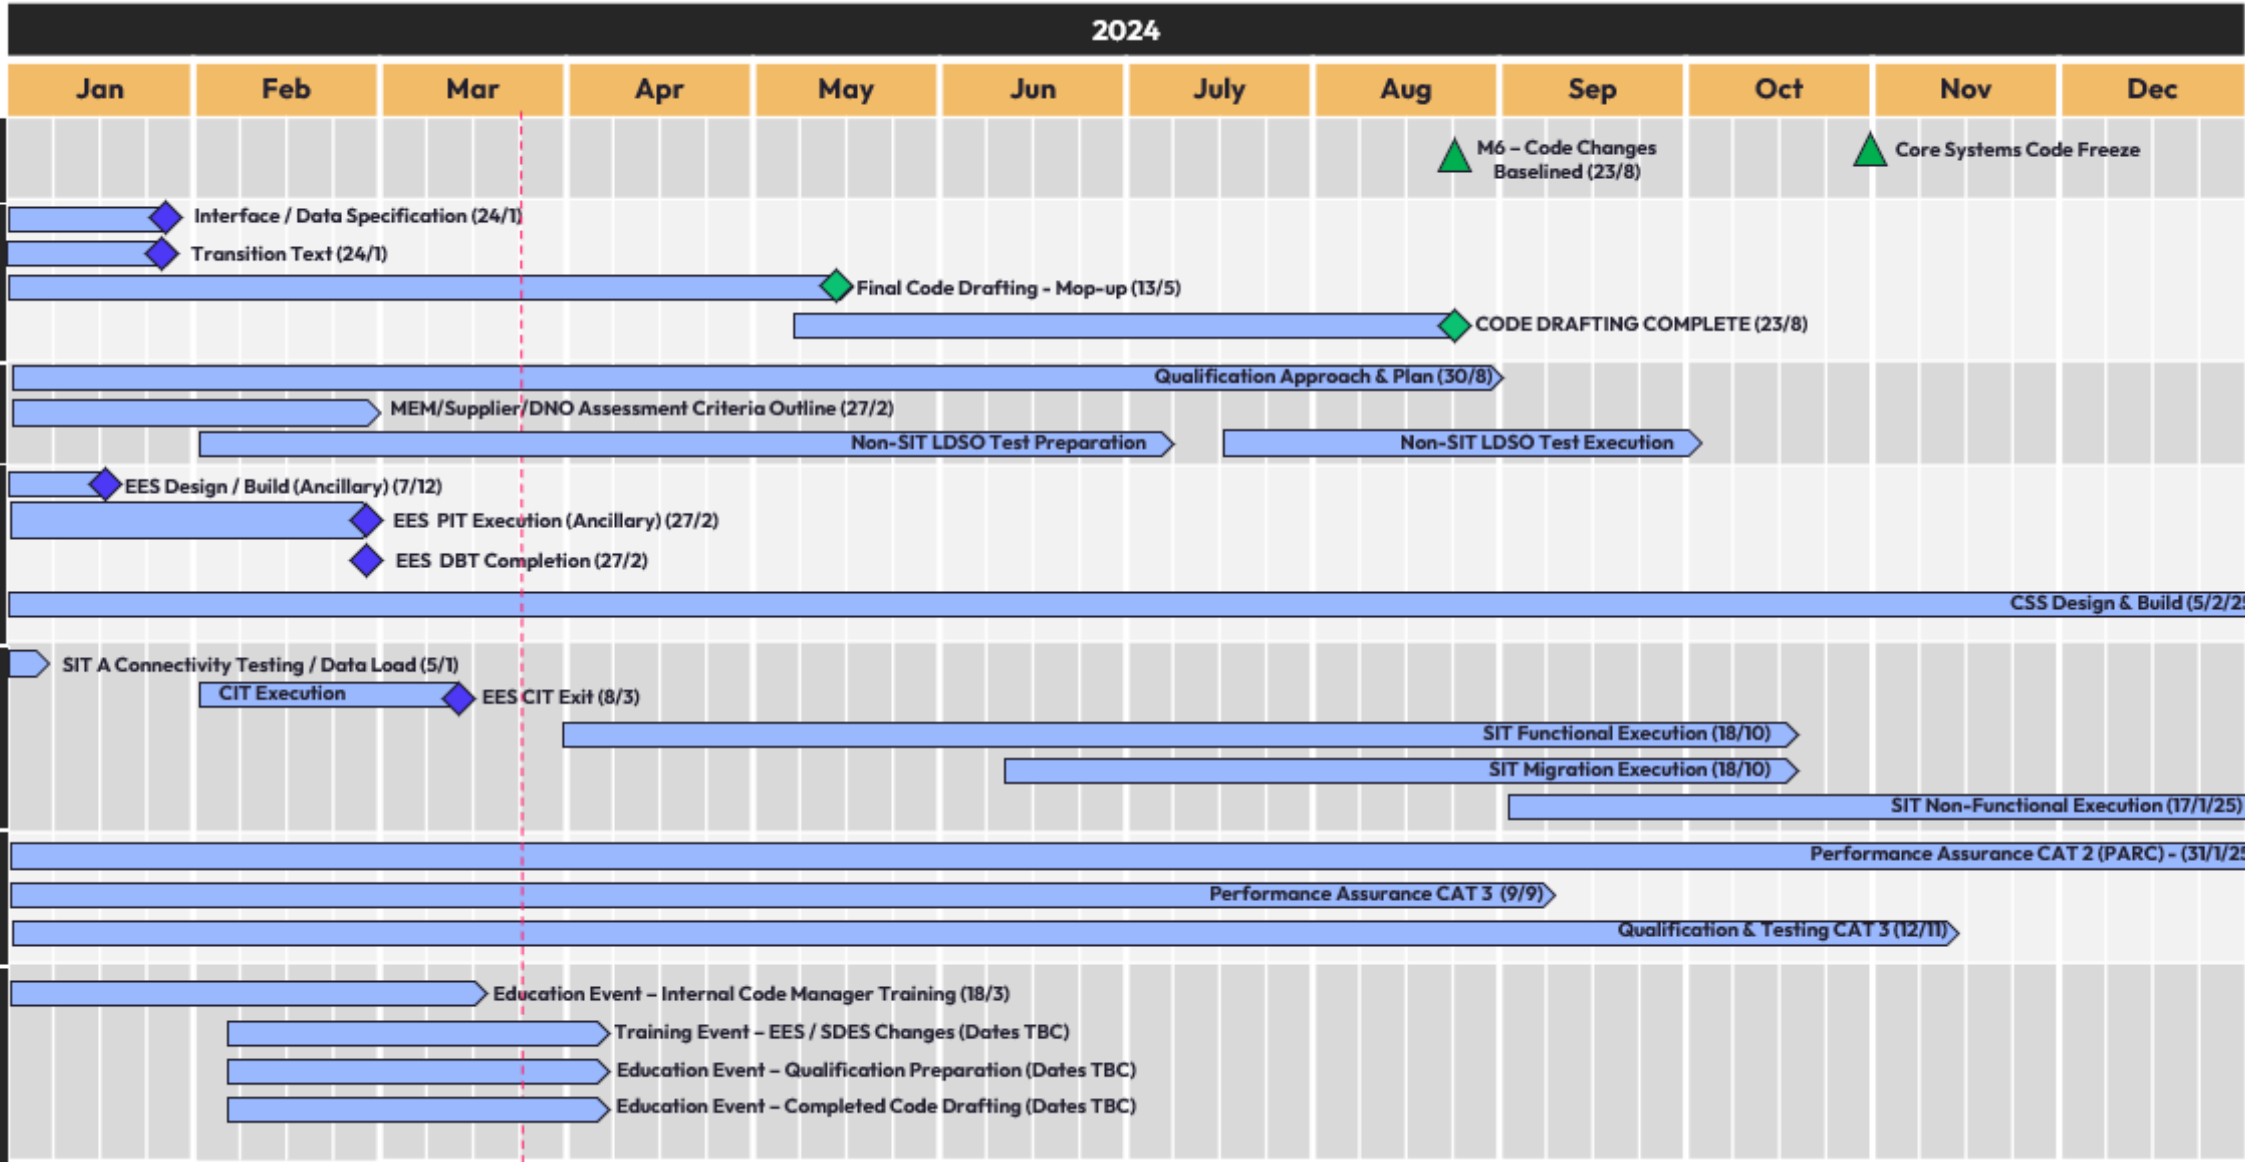 2024
Jan Feb Mar Apr May Jun July Aug Sep Oct Nov Dec
M6 – Code Changes
Baselined (23/8)
Core Systems Code Freeze
Interface / Data Specification (24/1)
Transition Text (24/1)
Final Code Drafting - Mop-up (13/5)
CODE DRAFTING COMPLETE (23/8)
Qualification Approach & Plan (30/8)
MEM/Supplier/DNO Assessment Criteria Outline (27/2)
Non-SIT LDSO Test Preparation
Non-SIT LDSO Test Execution
EES Design / Build (Ancillary) (7/12)
EES PIT Execution (Ancillary) (27/2)
EES DBT Completion (27/2)
CSS Design & Build (5/2/25
SIT A Connectivity Testing / Data Load (5/1)
CIT Execution
EES CIT Exit (8/3)
SIT Functional Execution (18/10)
SIT Migration Execution (18/10)
SIT Non-Functional Execution (17/1/25)
Performance Assurance CAT 2 (PARC) - (31/1/25
Performance Assurance CAT 3 (9/9)
Qualification & Testing CAT 3 (12/11)
Education Event – Internal Code Manager Training (18/3)
Training Event – EES / SDES Changes (Dates TBC)
Education Event – Qualification Preparation (Dates TBC)
Education Event – Completed Code Drafting (Dates TBC)